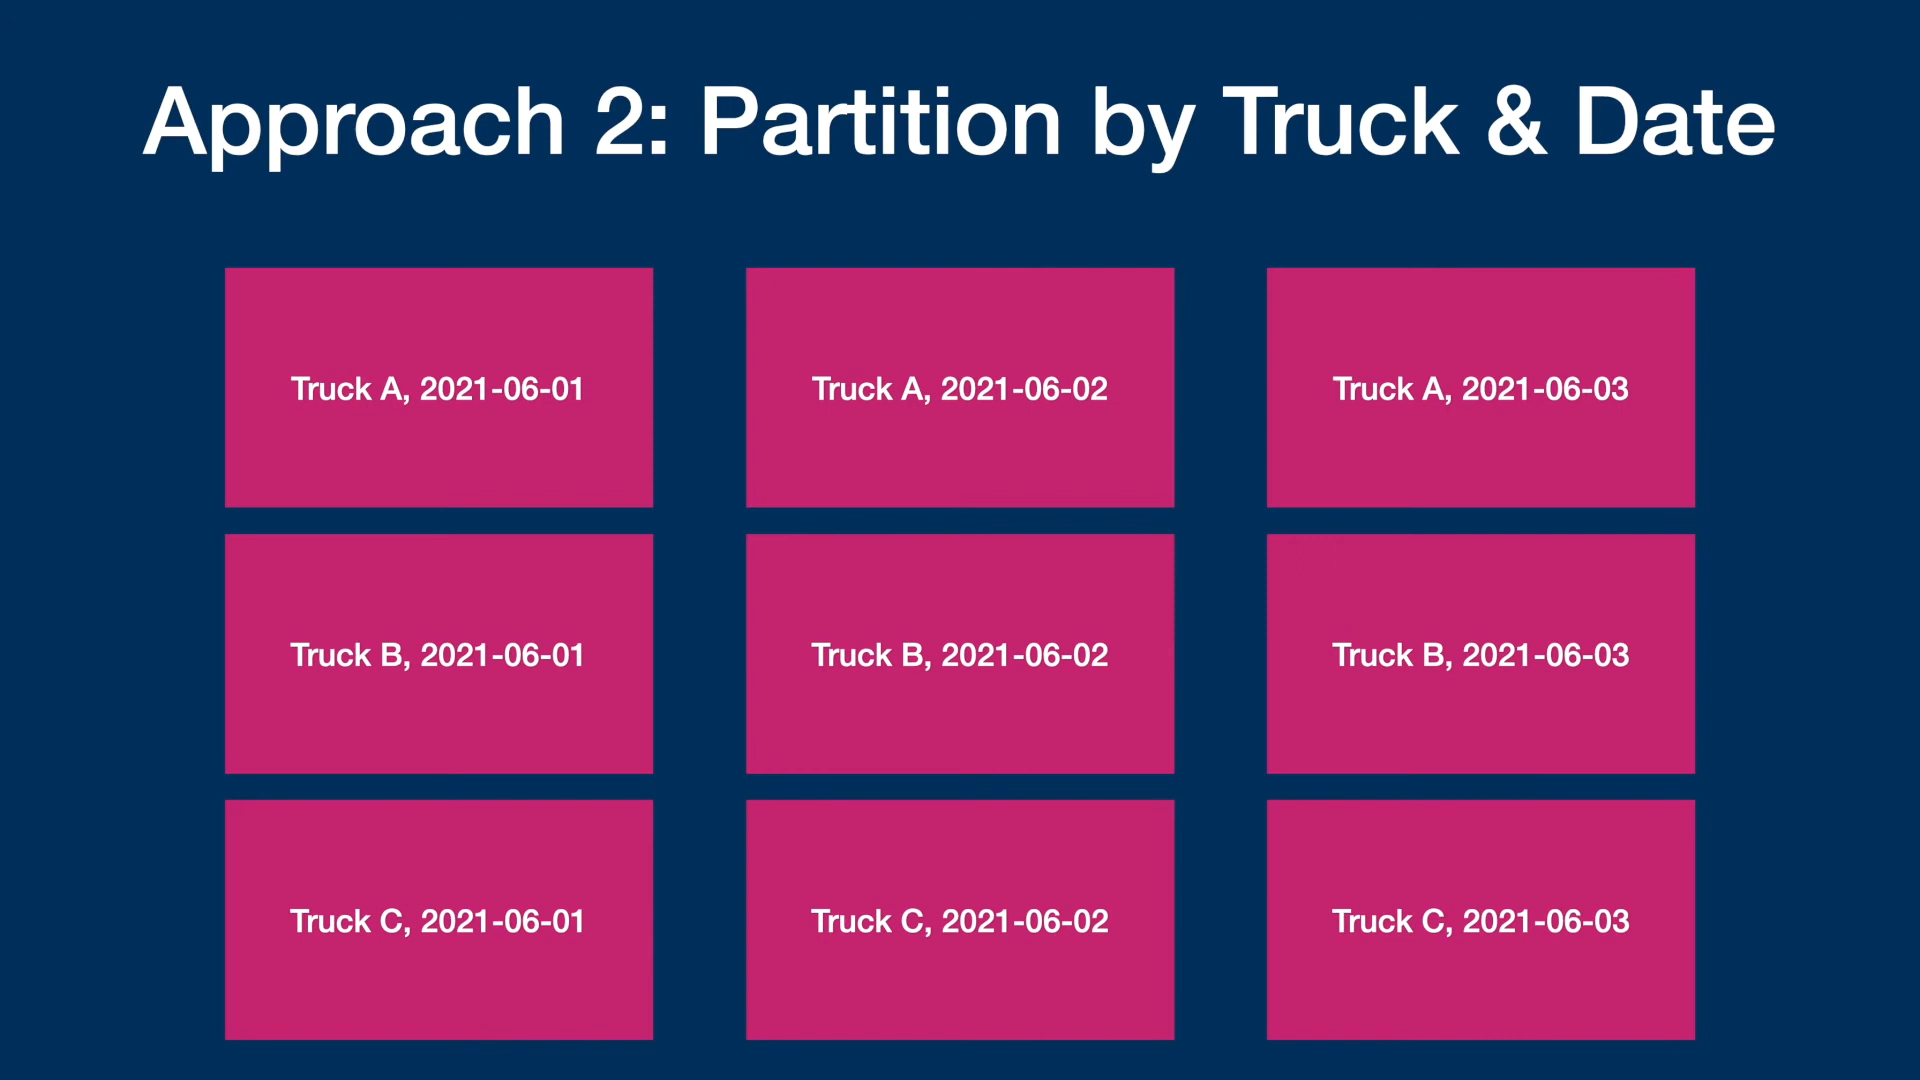 Approach 2: Partition by Truck & Date
Truck A, 2021-06-01
Truck A, 2021-06-02
Truck A, 2021-06-03
Truck B, 2021-06-01
Truck B, 2021-06-02
Truck B, 2021-06-03
Truck C, 2021-06-01
Truck C, 2021-06-02
Truck C, 2021-06-03